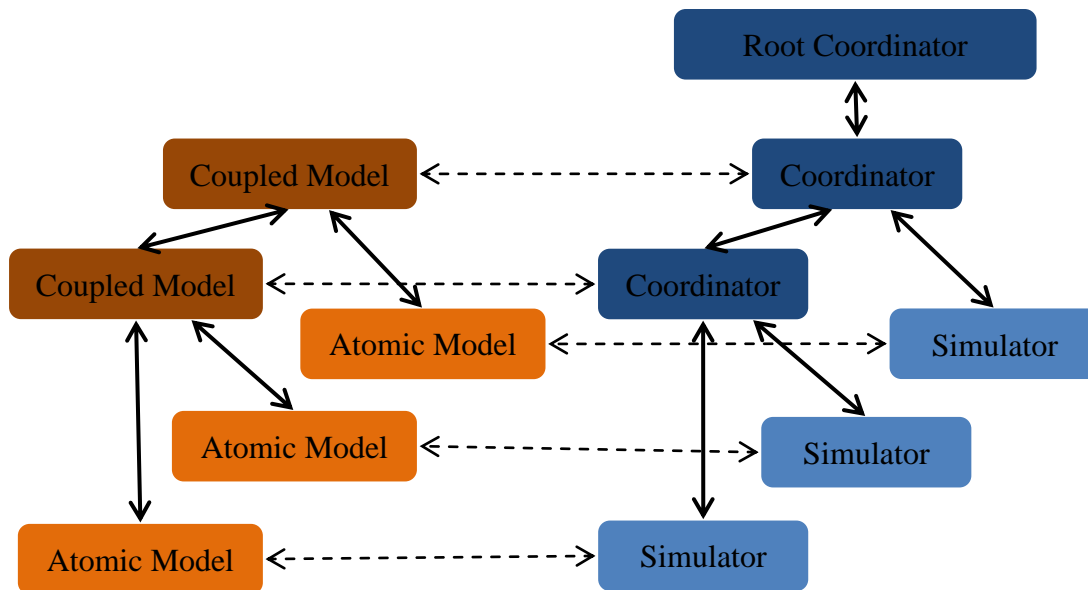 Root Coordinator
Coupled Model
Coordinator
Coupled Model
Coordinator
Atomic Model
Simulator
Atomic Model
Simulator
Atomic Model
Simulator